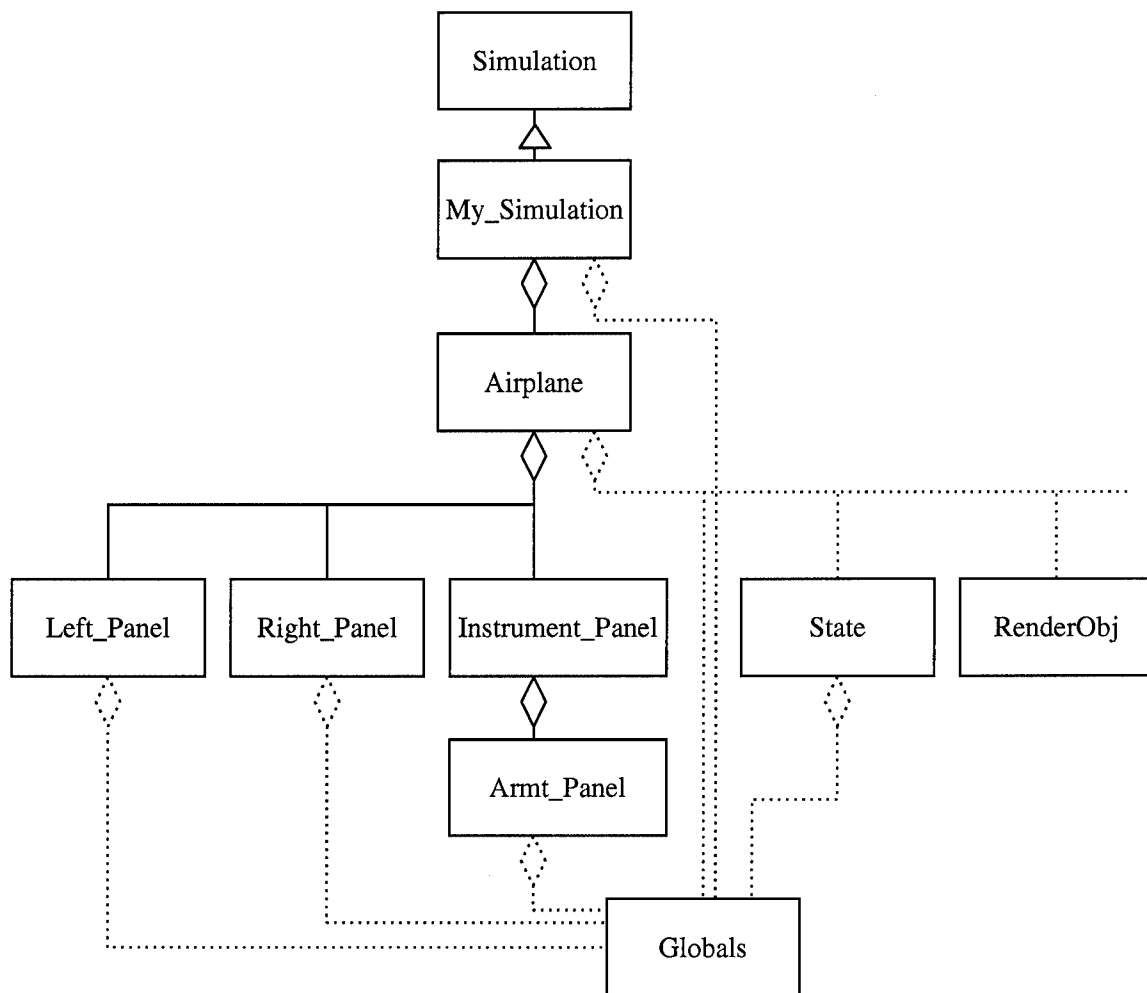 Simulation
My_Simulation
Airplane
Left_Panel
Right_Panel
Instrument_Panel
State
RenderObj
Armt_Panel
Globals